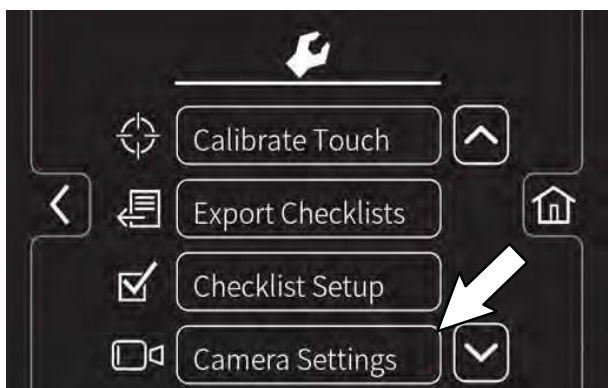 Calibrate Touch
Export Checklists
Checklist Setup
Camera Settings